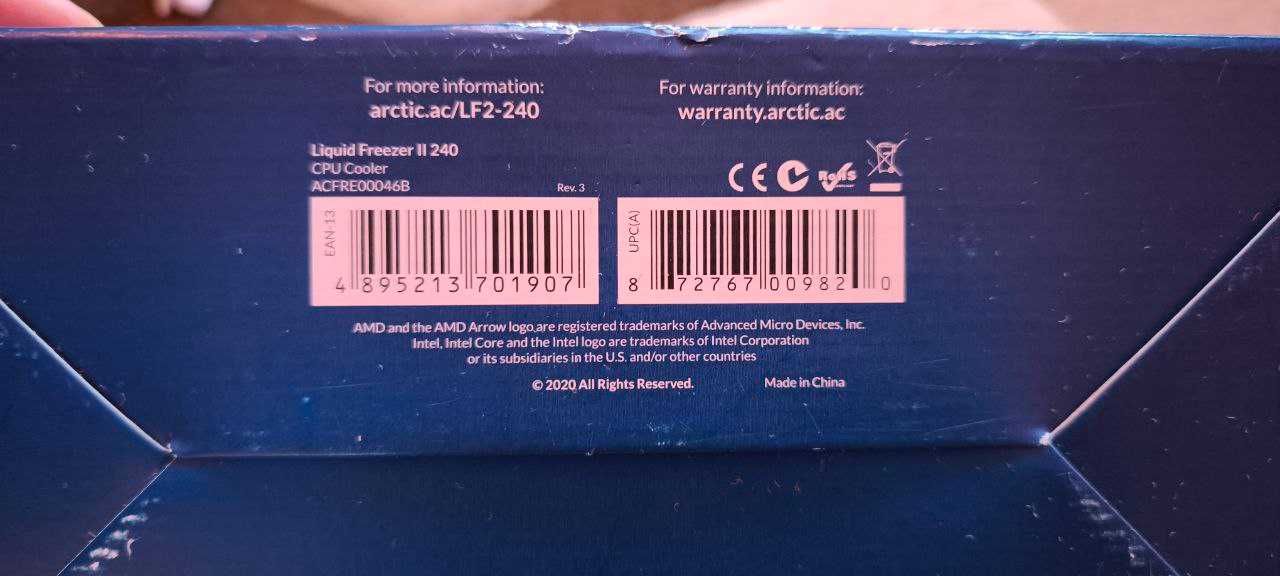 For more information:
arctic.ac/LF2-240
For warranty information:
warranty.arctic.ac
Liquid Freezer II 240
CPU Cooler
ACFRE00046B
Rev. 3
CE
RoHS
EAN-13
4 895213 701907
UPC(A)
8 72767 00982 0
AMD and the AMD Arrow logo,are registered trademarks of Advanced Micro Devices, Inc.
Intel, Intel Core and the Intel logo are trademarks of Intel Corporation
or its subsidiaries in the U.S. and/or other countries
© 2020 All Rights Reserved.
Made in China